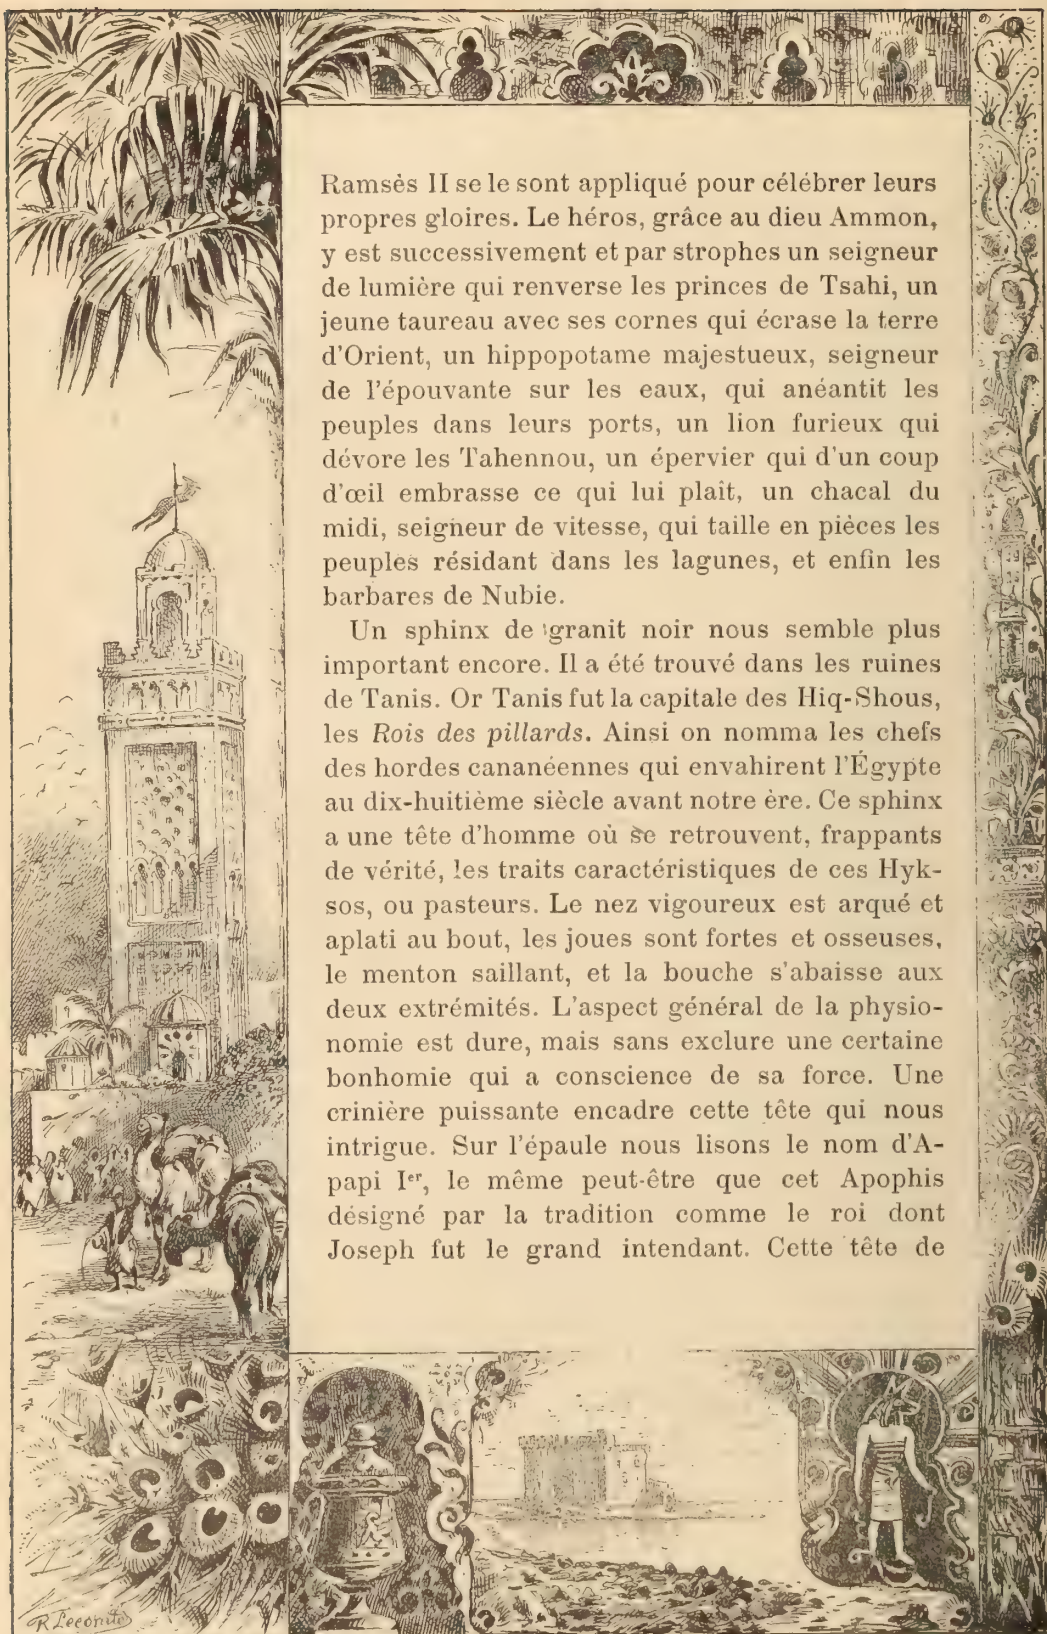 Ramsès II se le sont appliqué pour célébrer leurs
propres gloires. Le héros, grâce au dieu Ammon,
y est successivement et par strophes un seigneur
de lumière qui renverse les princes de Tsahi, un
jeune taureau avec ses cornes qui écrase la terre
d'Orient, un hippopotame majestueux, seigneur
de l'épouvante sur les eaux, qui anéantit les
peuples dans leurs ports, un lion furieux qui
dévore les Tahennou, un épervier qui d'un coup
d'œil embrasse ce qui lui plaît, un chacal du
midi, seigneur de vitesse, qui taille en pièces les
peuples résidant dans les lagunes, et enfin les
barbares de Nubie.
Un sphinx de granit noir nous semble plus
important encore. Il a été trouvé dans les ruines
de Tanis. Or Tanis fut la capitale des Hiq-Shous,
les Rois des pillards. Ainsi on nomma les chefs
des hordes cananéennes qui envahirent l'Égypte
au dix-huitième siècle avant notre ère. Ce sphinx
a une tête d'homme où se retrouvent, frappants
de vérité, les traits caractéristiques de ces Hyk-
sos, ou pasteurs. Le nez vigoureux est arqué et
aplati au bout, les joues sont fortes et osseuses,
le menton saillant, et la bouche s'abaisse aux
deux extrémités. L'aspect général de la physio-
nomie est dure, mais sans exclure une certaine
bonhomie qui a conscience de sa force. Une
crinière puissante encadre cette tête qui nous
intrigue. Sur l'épaule nous lisons le nom d'A-
papi Ier, le même peut-être que cet Apophis
désigné par la tradition comme le roi dont
Joseph fut le grand intendant. Cette tête de
R Lecomte